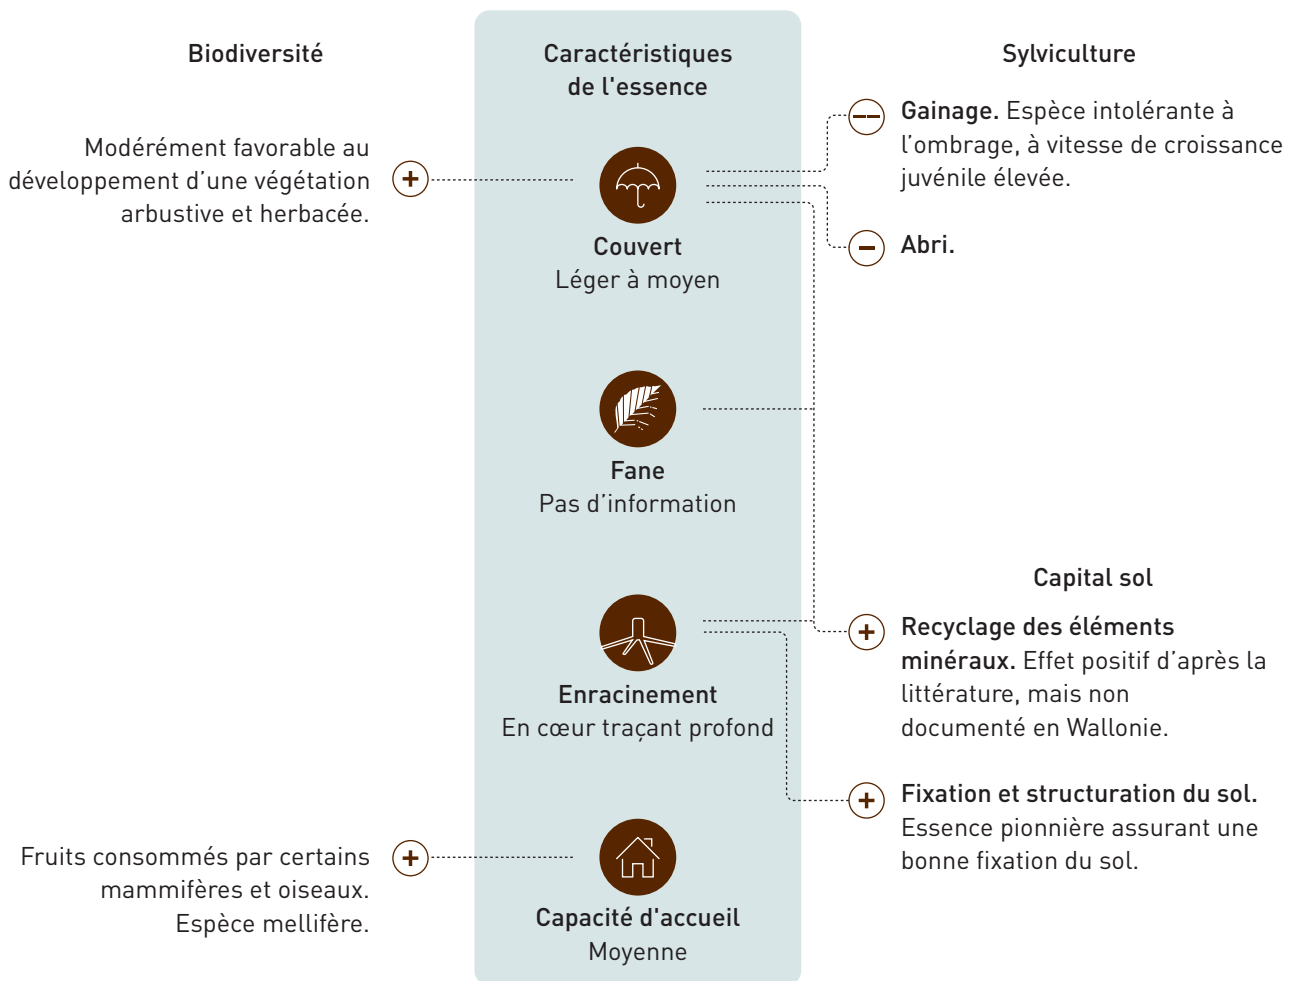 Biodiversité
Modérément favorable au
développement d’une végétation
arbustive et herbacée.
Fruits consommés par certains
mammifères et oiseaux.
Espèce mellifère.
Caractéristiques
de l'essence
Couvert
Léger à moyen
Fane
Pas d’information
Enracinement
En cœur traçant profond
Capacité d'accueil
Moyenne
Sylviculture
Gainage. Espèce intolérante à
l’ombrage, à vitesse de croissance
juvénile élevée.
Abri.
Capital sol
Recyclage des éléments
minéraux. Effet positif d’après la
littérature, mais non
documenté en Wallonie.
Fixation et structuration du sol.
Essence pionnière assurant une
bonne fixation du sol.